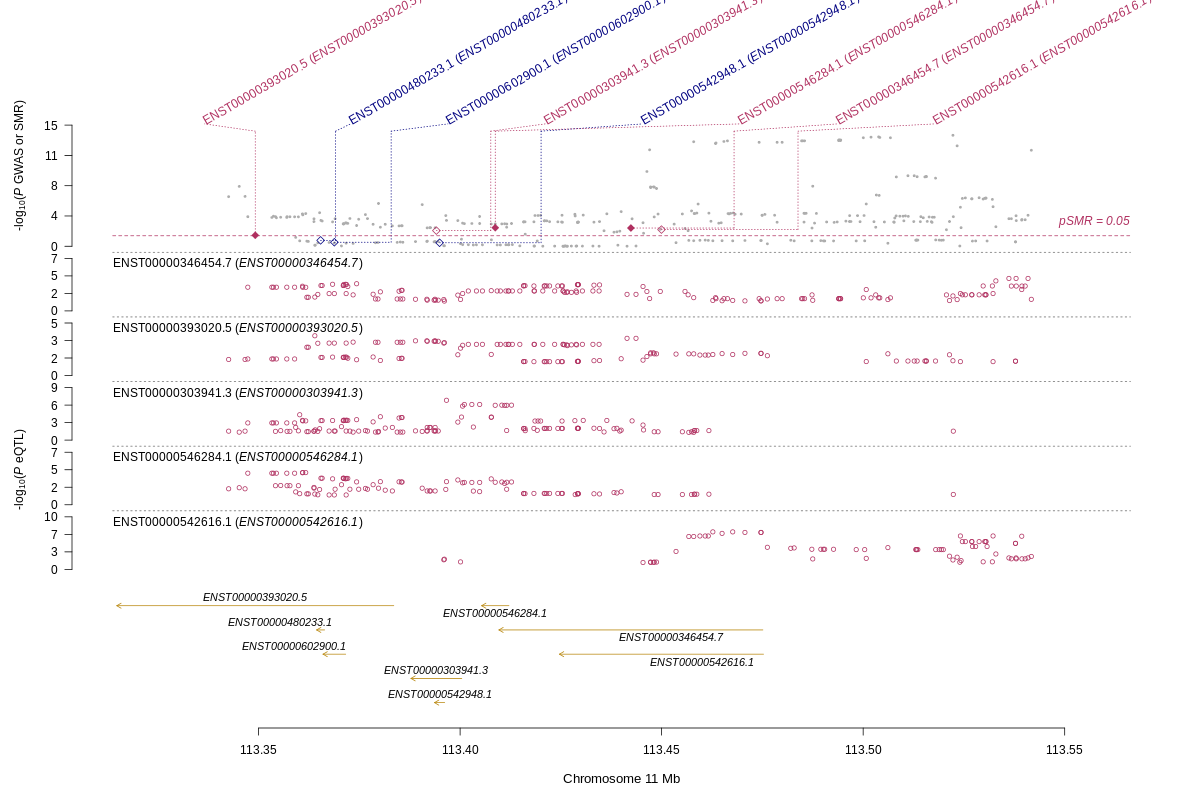 ENST00000393020.5 (ENST00000393020.5)
ENST00000480233.1 (ENST00000480233.1)
ENST00000602900.1 (ENST00000602900.1)
ENST00000303941.3 (ENST00000303941.3)
ENST00000542948.1 (ENST00000542948.1)
ENST00000546284.1 (ENST00000546284.1)
ENST00000346454.7 (ENST00000346454.7)
ENST00000542616.1 (ENST00000542616.1)
-log10(P GWAS or SMR)
15
11
8
4
0
pSMR = 0.05
ENST00000346454.7 (ENST00000346454.7)
7
5
2
0
ENST00000393020.5 (ENST00000393020.5)
5
3
2
0
ENST00000303941.3 (ENST00000303941.3)
9
6
3
0
-log10(P eQTL)
ENST00000546284.1 (ENST00000546284.1)
7
5
2
0
ENST00000542616.1 (ENST00000542616.1)
10
7
3
0
ENST00000393020.5
ENST00000546284.1
ENST00000480233.1
ENST00000346454.7
ENST00000602900.1
ENST00000542616.1
ENST00000303941.3
ENST00000542948.1
113.35 113.40 113.45 113.50 113.55
Chromosome 11 Mb